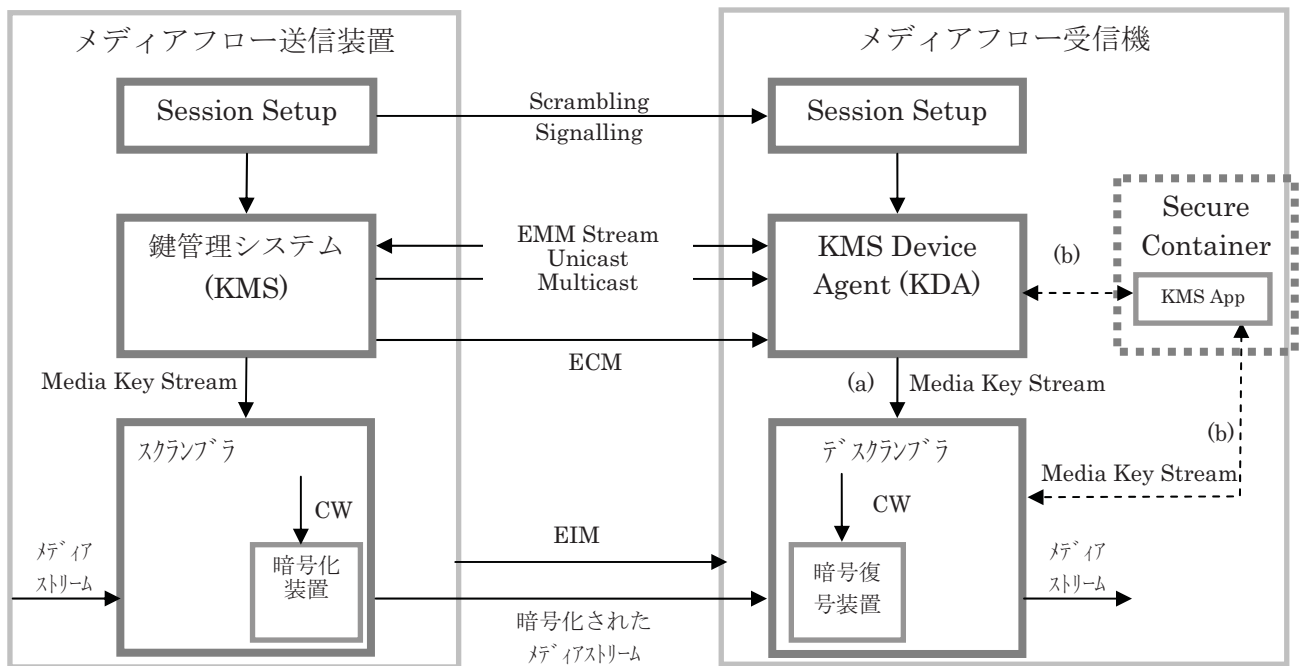 メディアフロー送信装置
メディアフロー受信機
Session Setup
Scrambling
Signalling
Session Setup
鍵管理システム
(KMS)
EMM Stream
Unicast
Multicast
KMS Device
Agent (KDA)
(b)
Secure
Container
KMS App
ECM
Media Key Stream
(a)
Media Key Stream
スクランブラ
CW
暗号化
装置
メディア
ストリーム
EIM
暗号化された
メディアストリーム
デスクランブラ
CW
暗号復
号装置
(b)
Media Key Stream
メディア
ストリーム